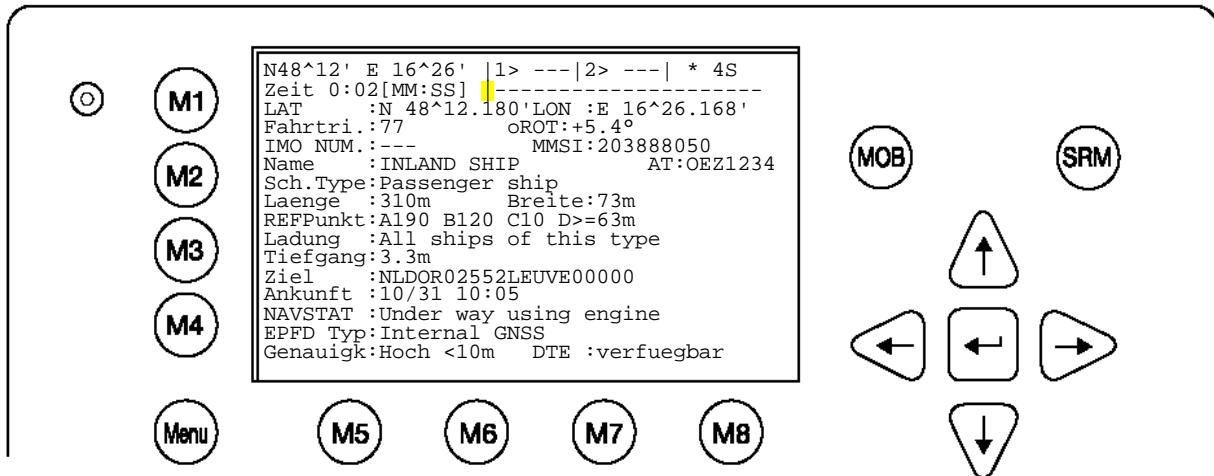 N48^12' E 16^26' |1> ---|2> ---| * 4S
Zeit 0:02[MM:SS] |---------------------
LAT :N 48^12.180'LON :E 16^26.168'
Fahrtri.:77 oROT:+5.4°
IMO NUM.:--- MMSI:203888050
Name :INLAND SHIP AT:OEZ1234
Sch.Type:Passenger ship
Laenge :310m Breite:73m
REFPunkt:A190 B120 C10 D>=63m
Ladung :All ships of this type
Tiefgang:3.3m
Ziel :NLDOR02552LEUVE00000
Ankunft :10/31 10:05
NAVSTAT :Under way using engine
EPFD Typ:Internal GNSS
Genauigk:Hoch <10m DTE :verfuegbar
M1
M2
M3
M4
Menu
M5
M6
M7
M8
MOB
SRM